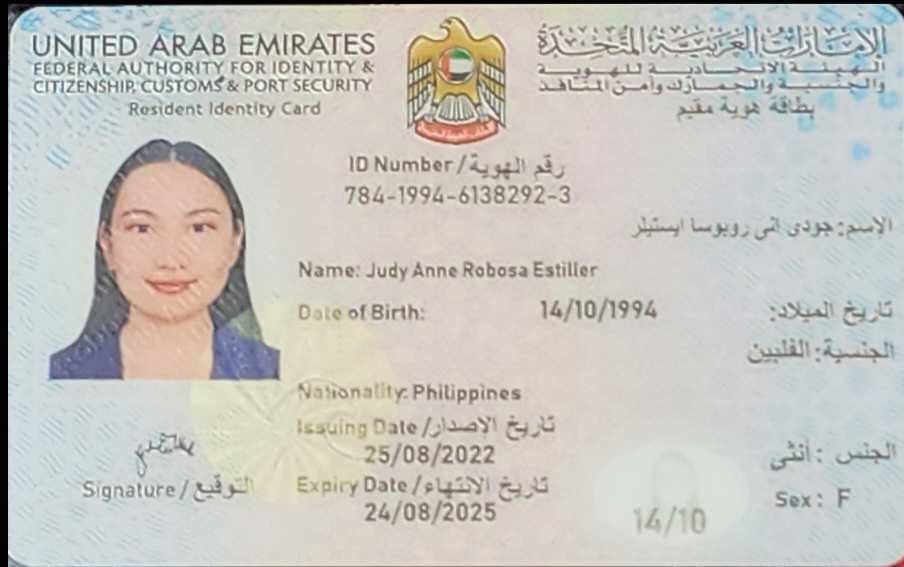 UNITED ARAB EMIRATES
FEDERAL AUTHORITY FOR IDENTITY &
CITIZENSHIP, CUSTOMS & PORT SECURITY
Resident Identity Card
الإمارات العربية المتحدة
الهيئة الاتحادية للهوية
والجنسية والجمارك وأمن المنافذ
بطاقة هوية مقيم
ID Number / رقم الهوية
784-1994-6138292-3
الإسم: جودى انى روبوسا ايستيلر
Name: Judy Anne Robosa Estiller
Date of Birth: 14/10/1994 تاريخ الميلاد:
الجنسية: الفلبين
Nationality: Philippines
Issuing Date / تاريخ الإصدار
25/08/2022
Expiry Date / تاريخ الانتهاء
24/08/2025
الجنس : أنثى
Sex : F
Signature / التوقيع
14/10